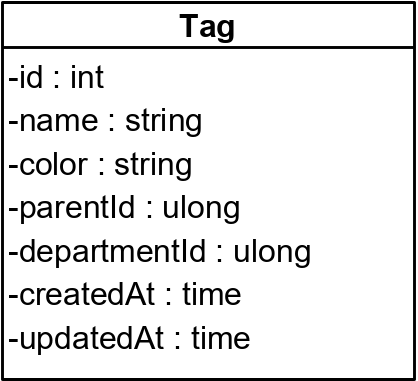 Tag
-id : int
-name : string
-color : string
-parentId : ulong
-departmentId : ulong
-createdAt : time
-updatedAt : time